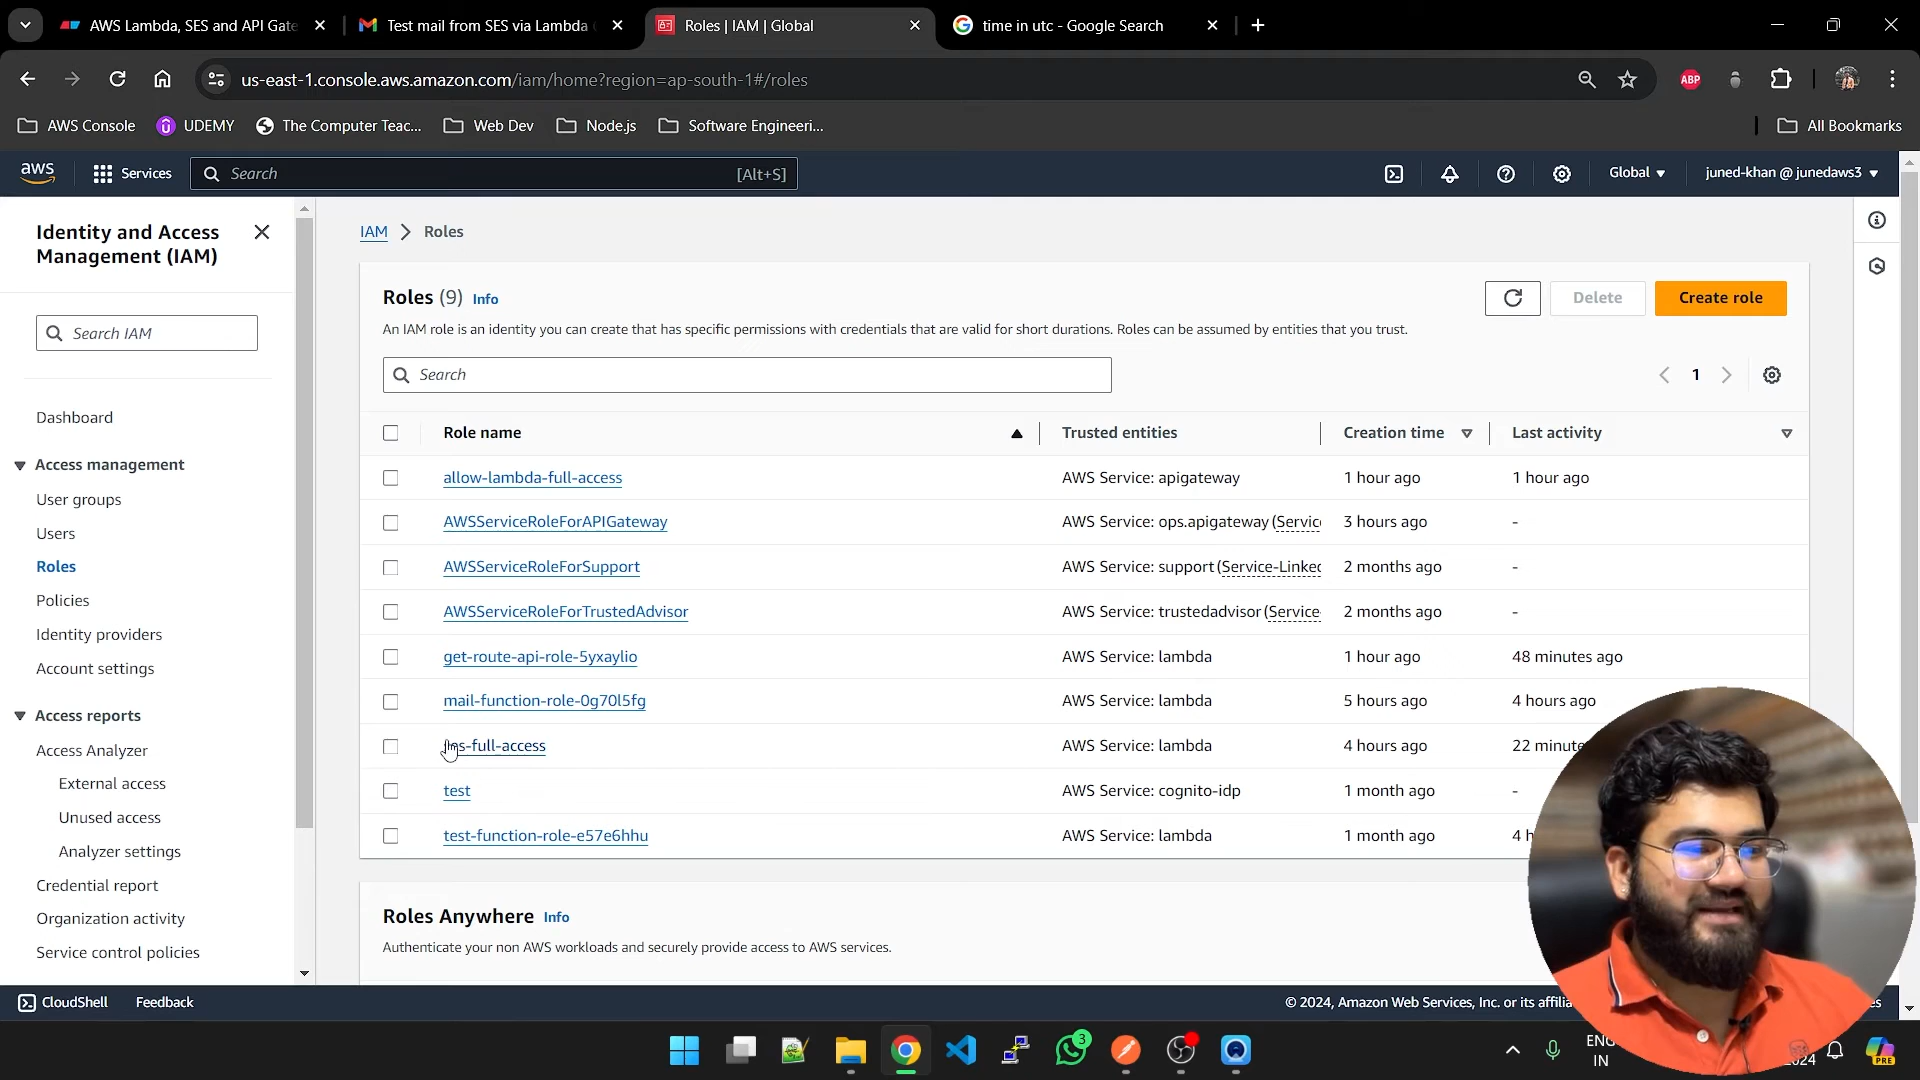 AWS Lambda, SES and API Gate
Test mail from SES via Lambda
Roles | IAM | Global
time in utc - Google Search
us-east-1.console.aws.amazon.com/iam/home?region=ap-south-1#/roles
ABP
AWS Console
UDEMY
The Computer Teac...
Web Dev
Node.js
Software Engineeri...
All Bookmarks
aws
Services
Search
[Alt+S]
Global
juned-khan @ junedaws3
Identity and Access
Management (IAM)
Search IAM
Dashboard
Access management
User groups
Users
Roles
Policies
Identity providers
Account settings
Access reports
Access Analyzer
External access
Unused access
Analyzer settings
Credential report
Organization activity
Service control policies
IAM > Roles
Roles (9) Info
Delete
Create role
An IAM role is an identity you can create that has specific permissions with credentials that are valid for short durations. Roles can be assumed by entities that you trust.
Search
1
Role name Trusted entities Creation time Last activity
allow-lambda-full-access AWS Service: apigateway 1 hour ago 1 hour ago
AWSServiceRoleForAPIGateway AWS Service: ops.apigateway (Servic 3 hours ago -
AWSServiceRoleForSupport AWS Service: support (Service-Linked 2 months ago -
AWSServiceRoleForTrustedAdvisor AWS Service: trustedadvisor (Service- 2 months ago -
get-route-api-role-5yxaylio AWS Service: lambda 1 hour ago 48 minutes ago
mail-function-role-0g70l5fg AWS Service: lambda 5 hours ago 4 hours ago
s-full-access AWS Service: lambda 4 hours ago 22 minute
test AWS Service: cognito-idp 1 month ago -
test-function-role-e57e6hhu AWS Service: lambda 1 month ago 4 h
Roles Anywhere Info
Authenticate your non AWS workloads and securely provide access to AWS services.
CloudShell
Feedback
© 2024, Amazon Web Services, Inc. or its affilia
es
3
ENG
IN
2024
PRE